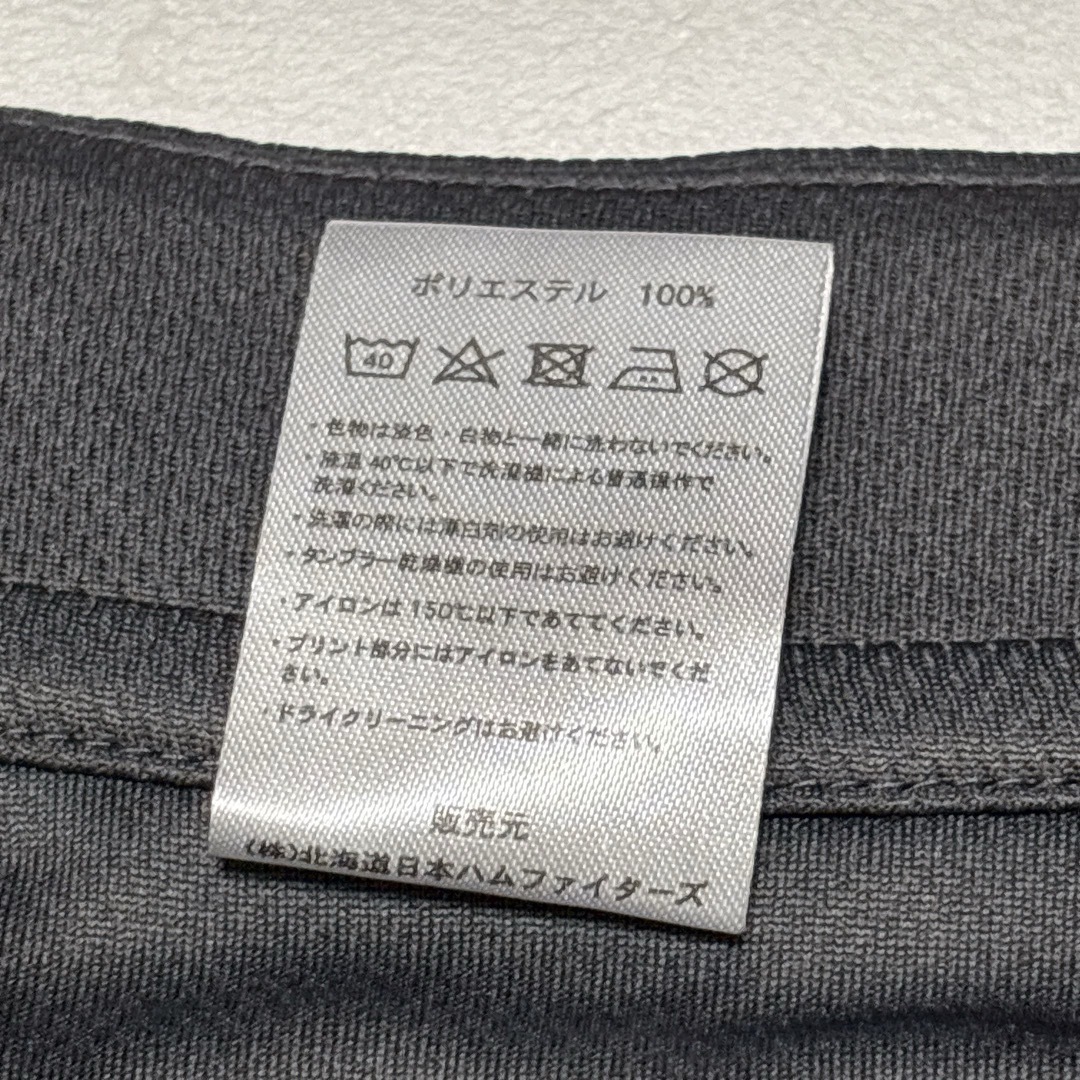 ポリエステル 100%
40
・色物は淡色・白物と一緒に洗わないでください。
・液温 40℃以下で洗濯機による普通操作で
洗濯ください。
・洗濯の際には漂白剤の使用はお避けください。
・タンブラー乾燥機の使用はお避けください。
・アイロンは 150℃以下であててください。
・プリント部分にはアイロンをあてないでくだ
さい。
・ドライクリーニングはお避けください。
販売元
(株)北海道日本ハムファイターズ